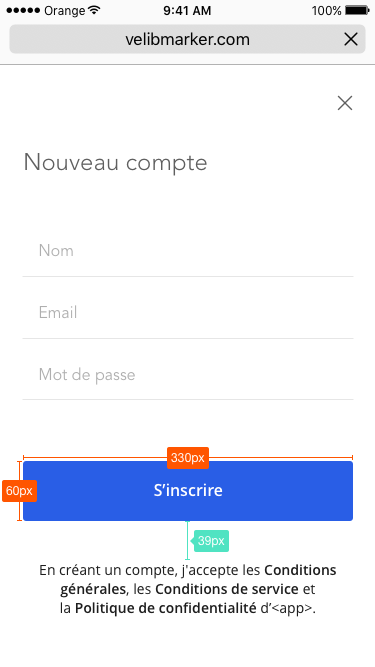 Orange 9:41 AM 100%
velibmarker.com
Nouveau compte
Nom
Email
Mot de passe
330px
60px S'inscrire
39px
En créant un compte, j'accepte les Conditions
générales, les Conditions de service et
la Politique de confidentialité d'<app>.